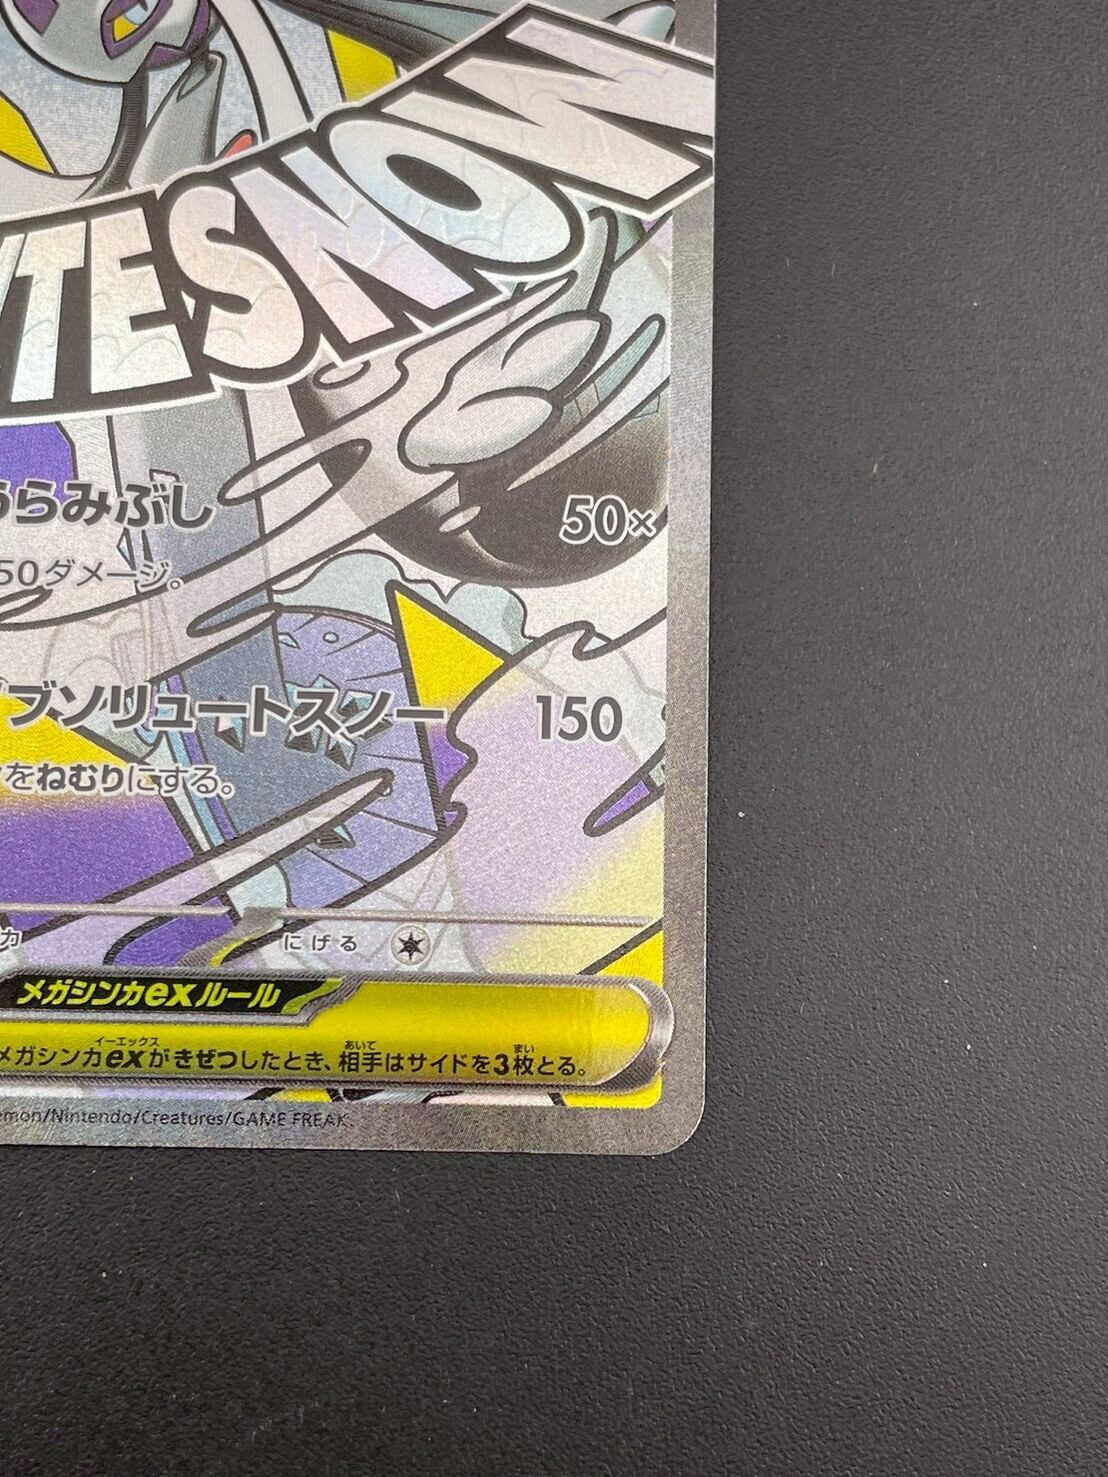 TESNOW
うらみぶし 50×
50ダメージ。
ブソリュートスノー 150
をねむりにする。
カ にげる
メガシンカexルール
イーエックス あいて まい
メガシンカexがきぜつしたとき、相手はサイドを3枚とる。
emon/Nintendo/Creatures/GAME FREAK.